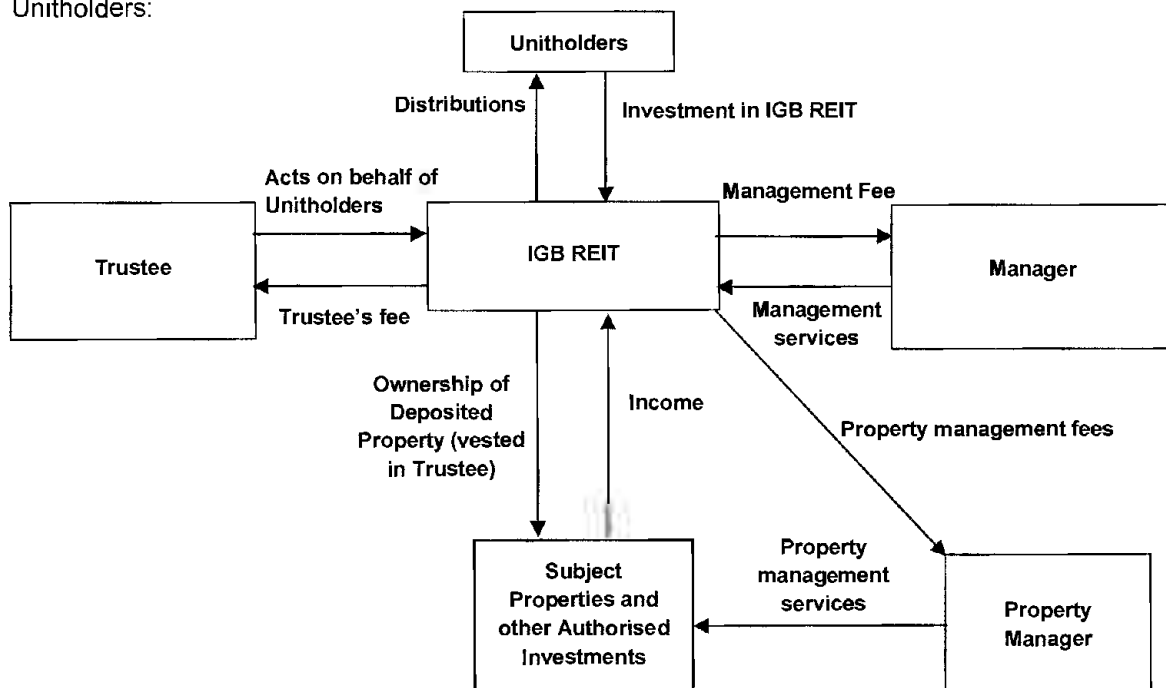 Unitholders:
Unitholders
Distributions
Investment in IGB REIT
Acts on behalf of
Unitholders
Management Fee
Trustee
IGB REIT
Manager
Trustee's fee
Management
services
Ownership of
Deposited
Property (vested
in Trustee)
Income
Property management fees
Subject
Properties and
other Authorised
Investments
Property
management
services
Property
Manager